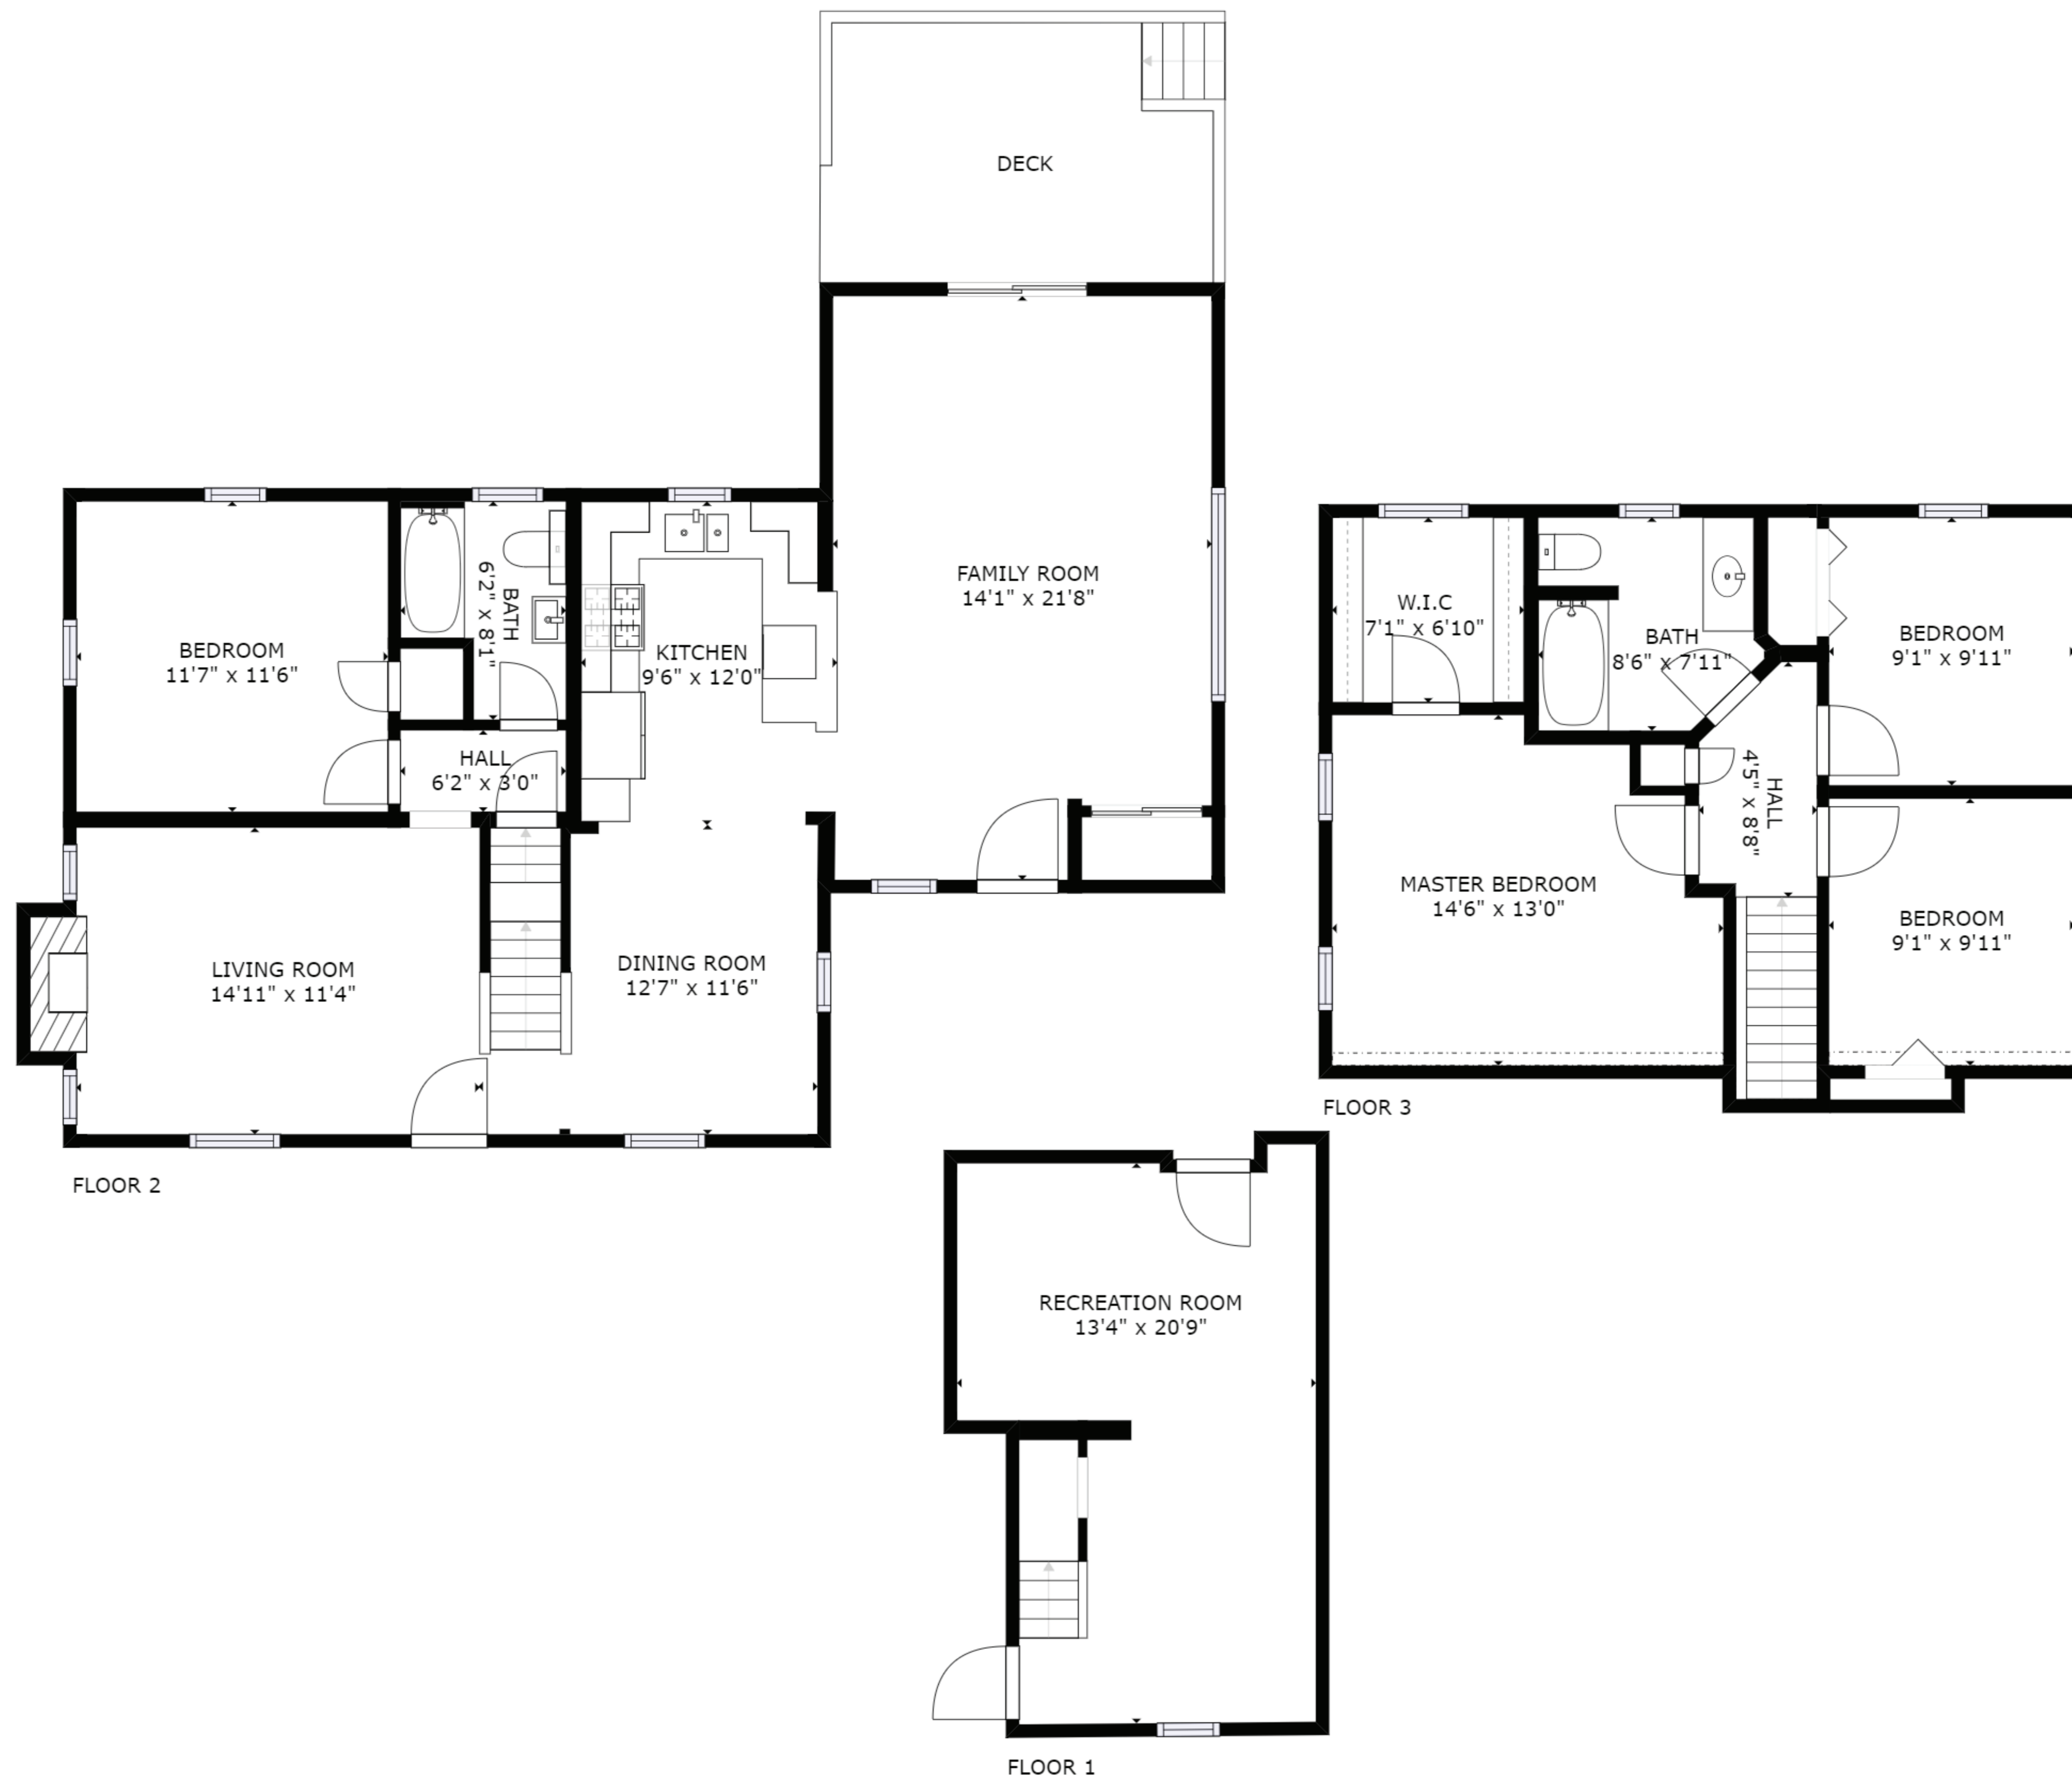 DECK
FAMILY ROOM
14'1" x 21'8"
BEDROOM
11'7" x 11'6"
BATH
6'2" x 8'1"
KITCHEN
9'6" x 12'0"
HALL
6'2" x 3'0"
LIVING ROOM
14'11" x 11'4"
DINING ROOM
12'7" x 11'6"
FLOOR 2
W.I.C
7'1" x 6'10"
BATH
8'6" x 7'11"
BEDROOM
9'1" x 9'11"
HALL
4'5" x 8'8"
MASTER BEDROOM
14'6" x 13'0"
BEDROOM
9'1" x 9'11"
FLOOR 3
RECREATION ROOM
13'4" x 20'9"
FLOOR 1